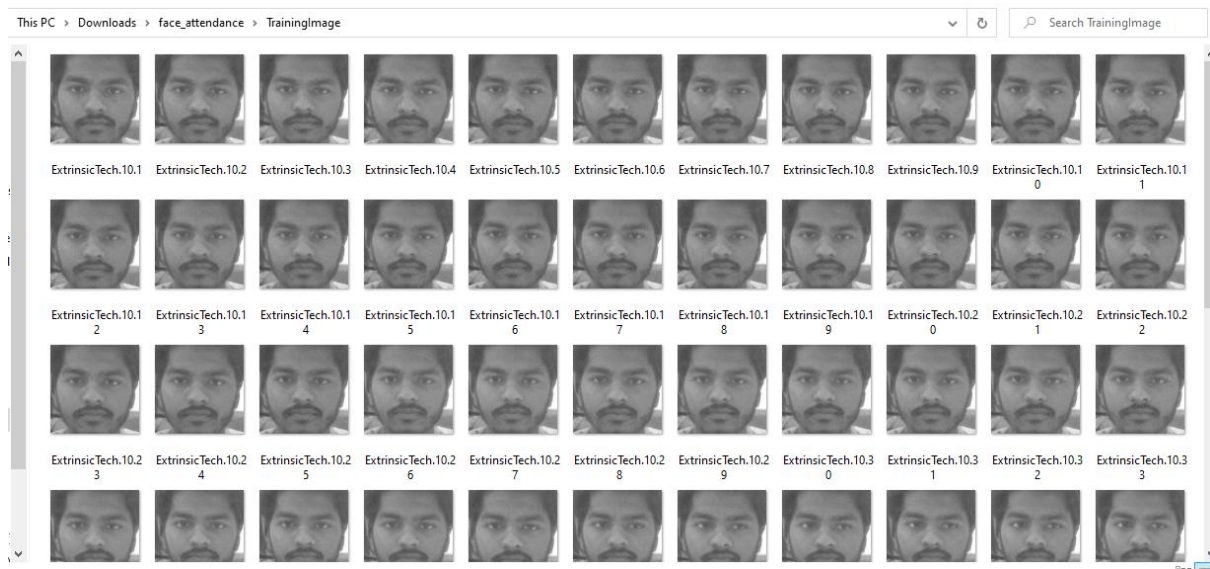 This PC > Downloads > face_attendance > TrainingImage
Search TrainingImage
ExtrinsicTech.10.1 ExtrinsicTech.10.2 ExtrinsicTech.10.3 ExtrinsicTech.10.4 ExtrinsicTech.10.5 ExtrinsicTech.10.6 ExtrinsicTech.10.7 ExtrinsicTech.10.8 ExtrinsicTech.10.9 ExtrinsicTech.10.1 ExtrinsicTech.10.1
0 1
ExtrinsicTech.10.1 ExtrinsicTech.10.1 ExtrinsicTech.10.1 ExtrinsicTech.10.1 ExtrinsicTech.10.1 ExtrinsicTech.10.1 ExtrinsicTech.10.1 ExtrinsicTech.10.1 ExtrinsicTech.10.2 ExtrinsicTech.10.2 ExtrinsicTech.10.2
2 3 4 5 6 7 8 9 0 1 2
ExtrinsicTech.10.2 ExtrinsicTech.10.2 ExtrinsicTech.10.2 ExtrinsicTech.10.2 ExtrinsicTech.10.2 ExtrinsicTech.10.2 ExtrinsicTech.10.2 ExtrinsicTech.10.3 ExtrinsicTech.10.3 ExtrinsicTech.10.3 ExtrinsicTech.10.3
3 4 5 6 7 8 9 0 1 2 3